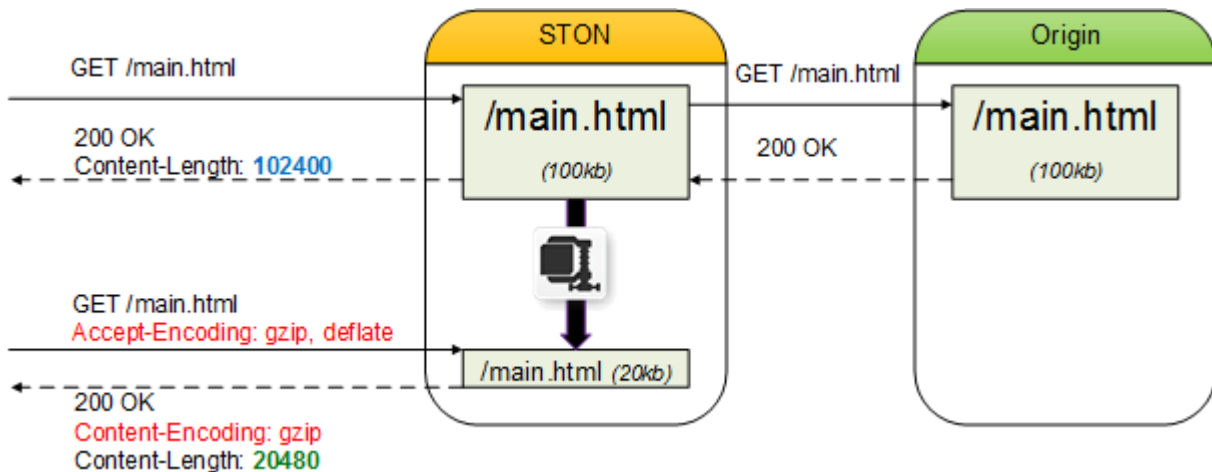 STON
Origin
GET /main.html
GET /main.html
/main.html
(100kb)
/main.html
(100kb)
200 OK
Content-Length: 102400
200 OK
GET /main.html
Accept-Encoding: gzip, deflate
/main.html (20kb)
200 OK
Content-Encoding: gzip
Content-Length: 20480